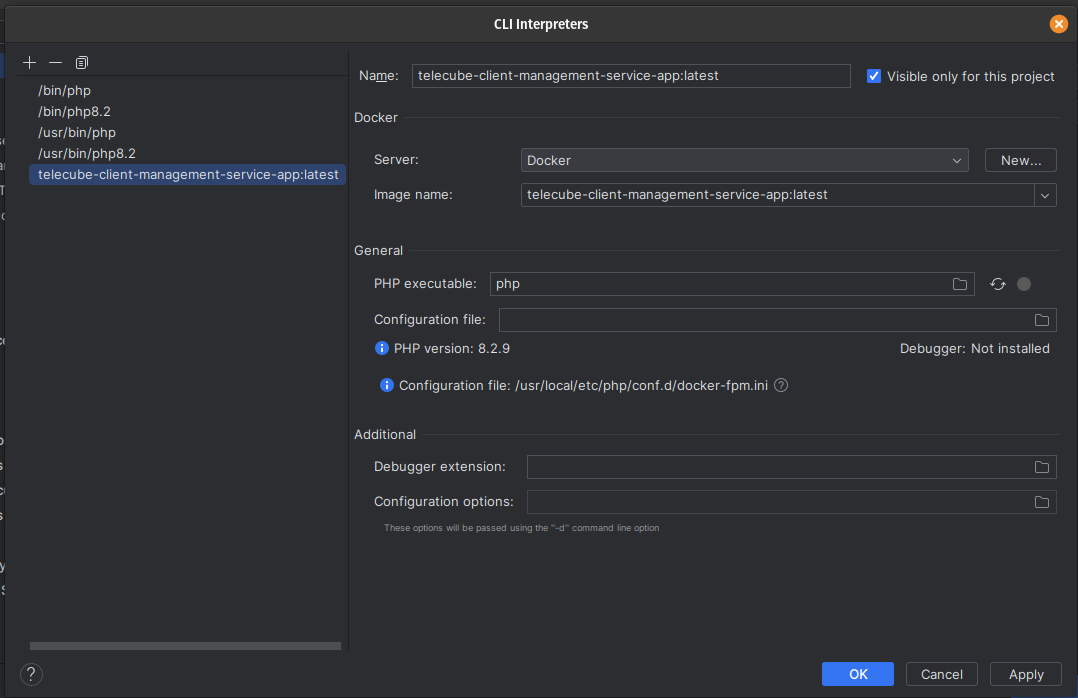 CLI Interpreters
/bin/php
/bin/php8.2
/usr/bin/php
/usr/bin/php8.2
telecube-client-management-service-app:latest
Name: telecube-client-management-service-app:latest Visible only for this project
Docker
Server: Docker New...
Image name: telecube-client-management-service-app:latest
General
PHP executable: php
Configuration file:
PHP version: 8.2.9 Debugger: Not installed
Configuration file: /usr/local/etc/php/conf.d/docker-fpm.ini ?
Additional
Debugger extension:
Configuration options:
These options will be passed using the "-d" command line option
? OK Cancel Apply